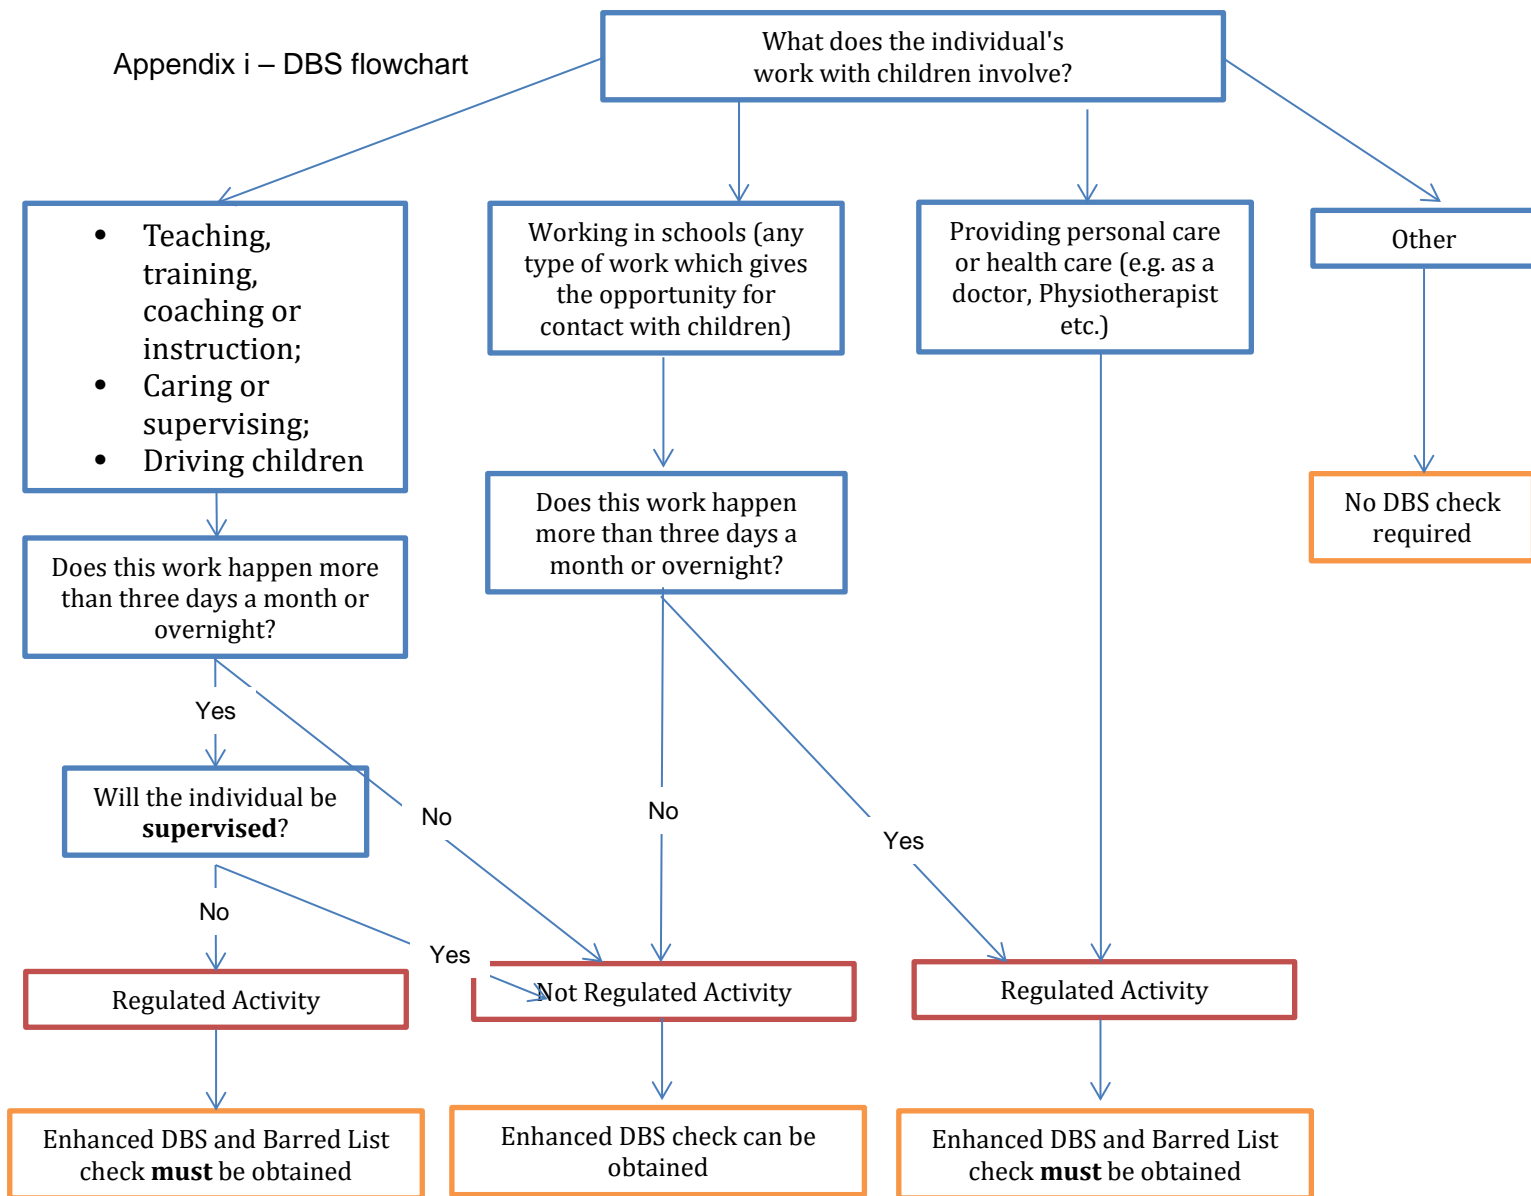 Appendix i – DBS flowchart
What does the individual's
work with children involve?
• Teaching,
training,
coaching or
instruction;
• Caring or
supervising;
• Driving children
Working in schools (any
type of work which gives
the opportunity for
contact with children)
Providing personal care
or health care (e.g. as a
doctor, Physiotherapist
etc.)
Other
Does this work happen more
than three days a month or
overnight?
Does this work happen
more than three days a
month or overnight?
No DBS check
required
Yes
Will the individual be
supervised?
No
No
Yes
No
Yes
Regulated Activity
Not Regulated Activity
Regulated Activity
Enhanced DBS and Barred List
check must be obtained
Enhanced DBS check can be
obtained
Enhanced DBS and Barred List
check must be obtained